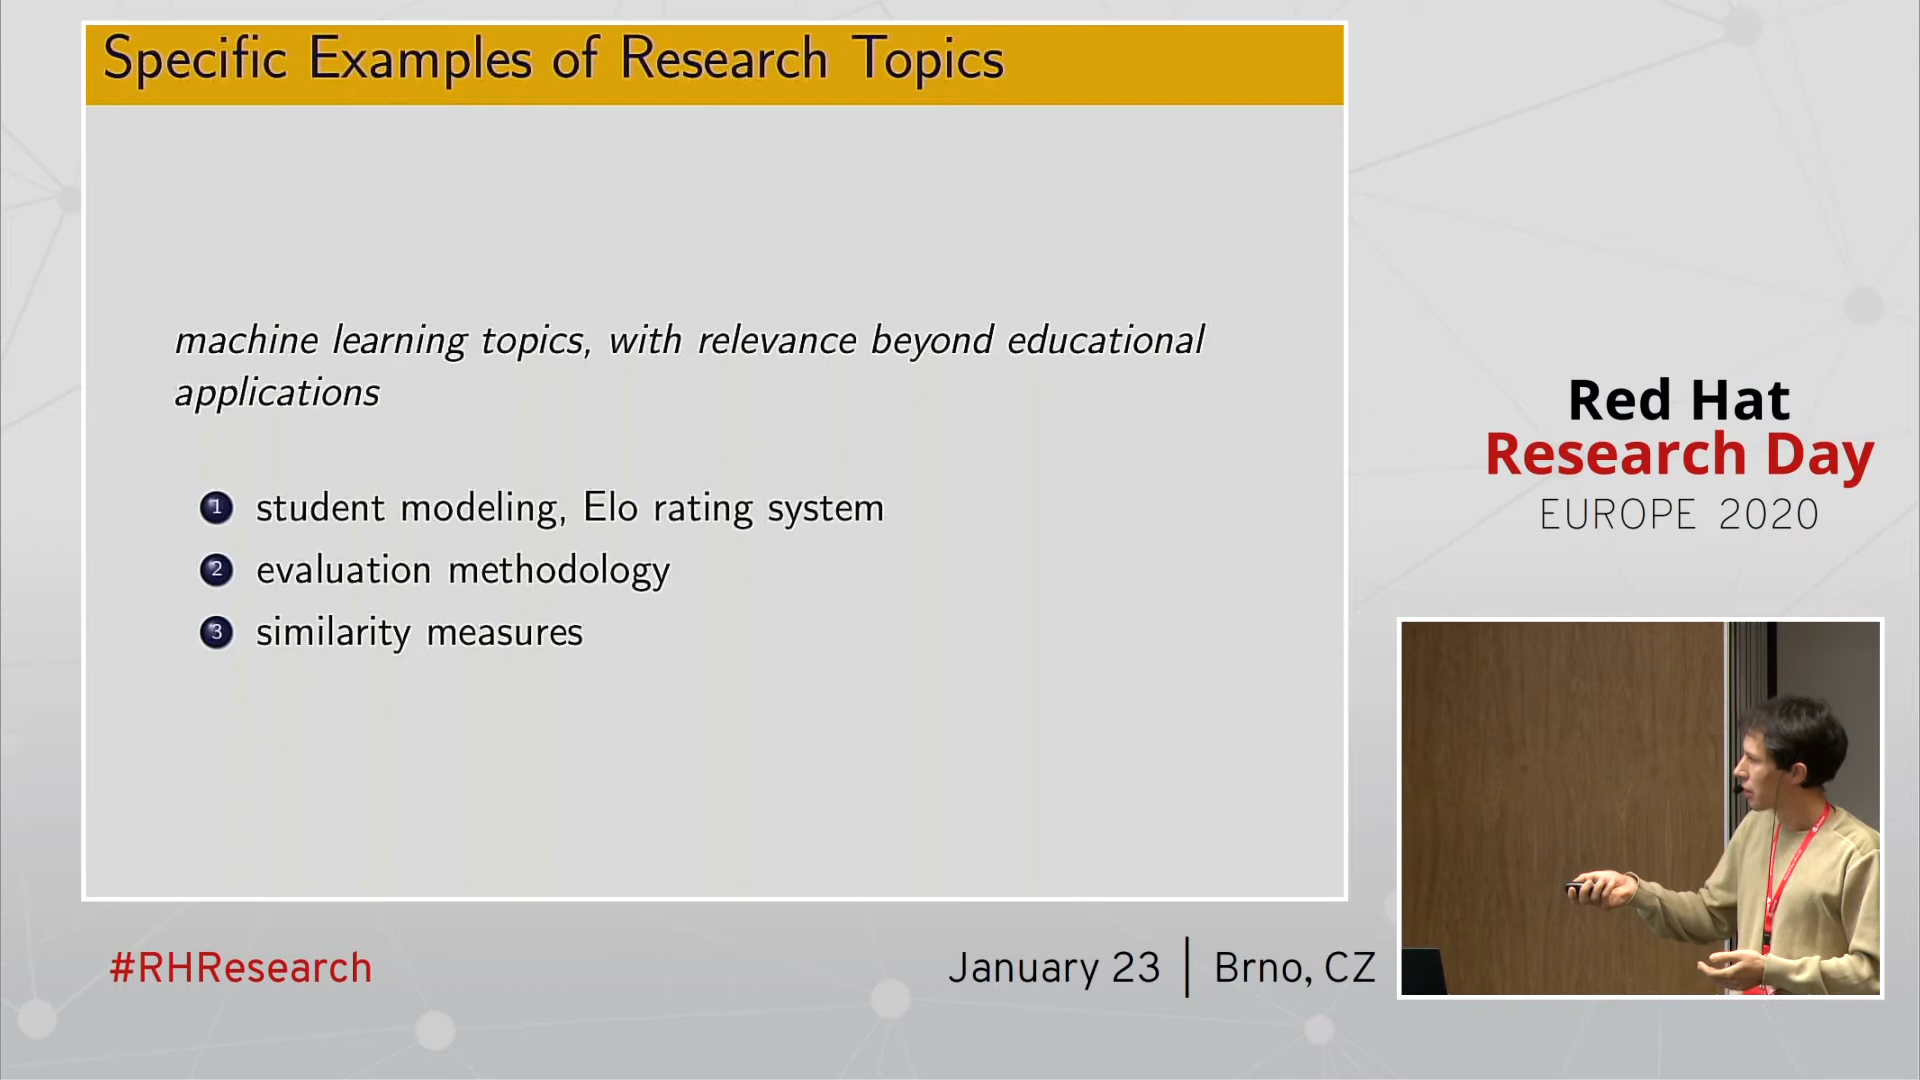 Specific Examples of Research Topics
machine learning topics, with relevance beyond educational
applications
1 student modeling, Elo rating system
2 evaluation methodology
3 similarity measures
Red Hat
Research Day
EUROPE 2020
#RHResearch
January 23 | Brno, CZ